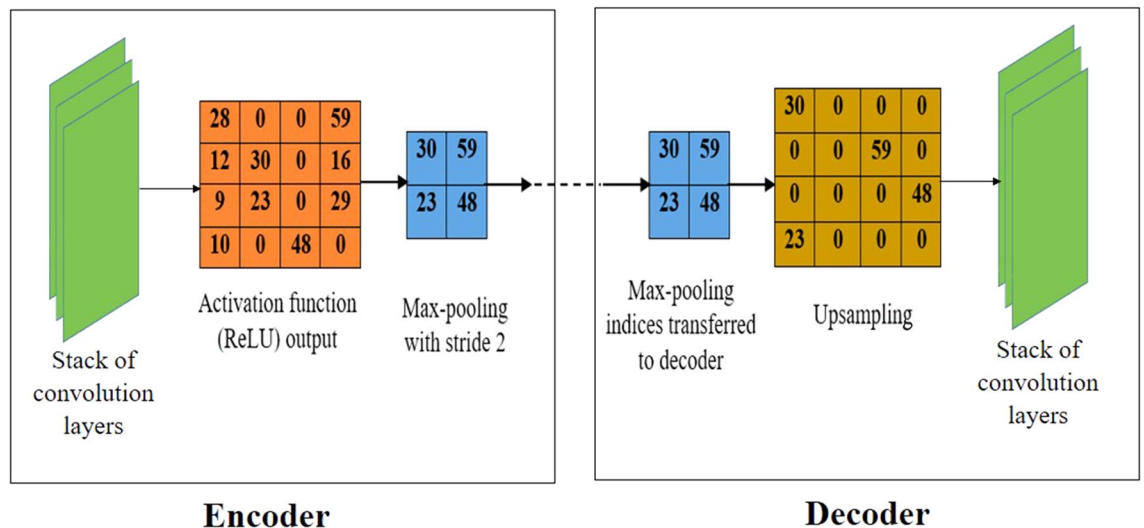 28 0 0 59
12 30 0 16
9 23 0 29
10 0 48 0
Activation function
(ReLU) output
30 59
23 48
Max-pooling
with stride 2
Stack of
convolution
layers
Encoder
30 59
23 48
Max-pooling
indices transferred
to decoder
30 0 0 0
0 0 59 0
0 0 0 48
23 0 0 0
Upsampling
Stack of
convolution
layers
Decoder